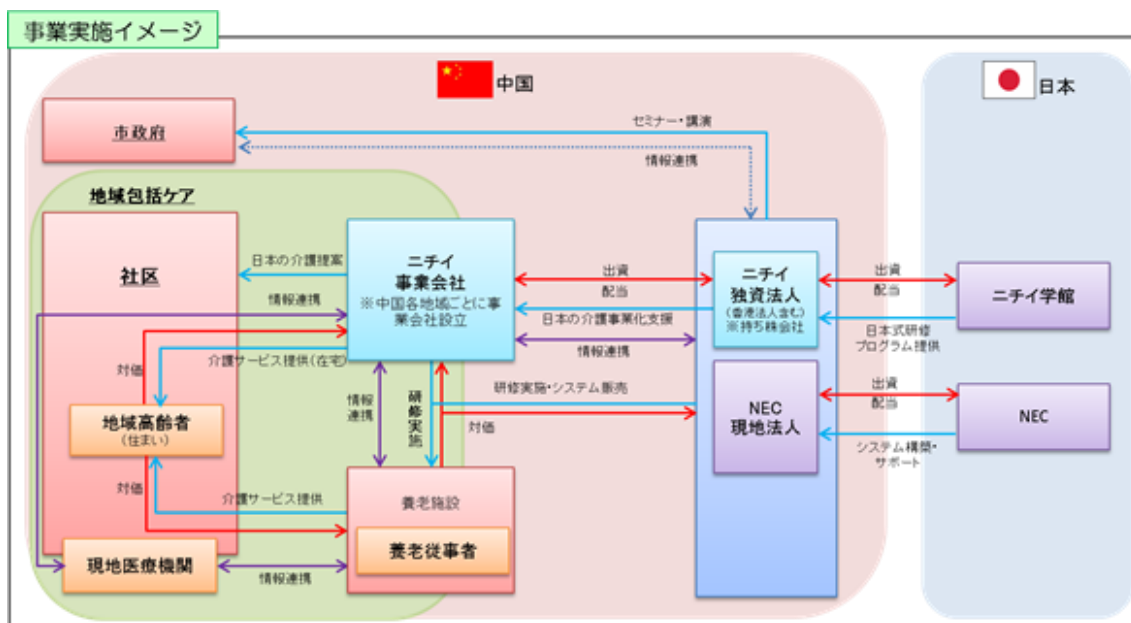 事業実施イメージ
中国
日本
市政府
セミナー・講演
情報連携
地域包括ケア
社区
日本の介護提案
情報連携
ニチイ
事業会社
※中国各地域ごとに事
業会社設立
出資
配当
日本の介護事業化支援
情報連携
ニチイ
独資法人
(香港法人含む)
※持ち株会社
出資
配当
日本式研修
プログラム提供
ニチイ学館
対価
介護サービス提供(在宅)
地域高齢者
(住まい)
情報
連携
研修実施
研修実施・システム販売
対価
NEC
現地法人
出資
配当
システム構築・
サポート
NEC
対価
介護サービス提供
養老施設
養老従事者
現地医療機関
情報連携